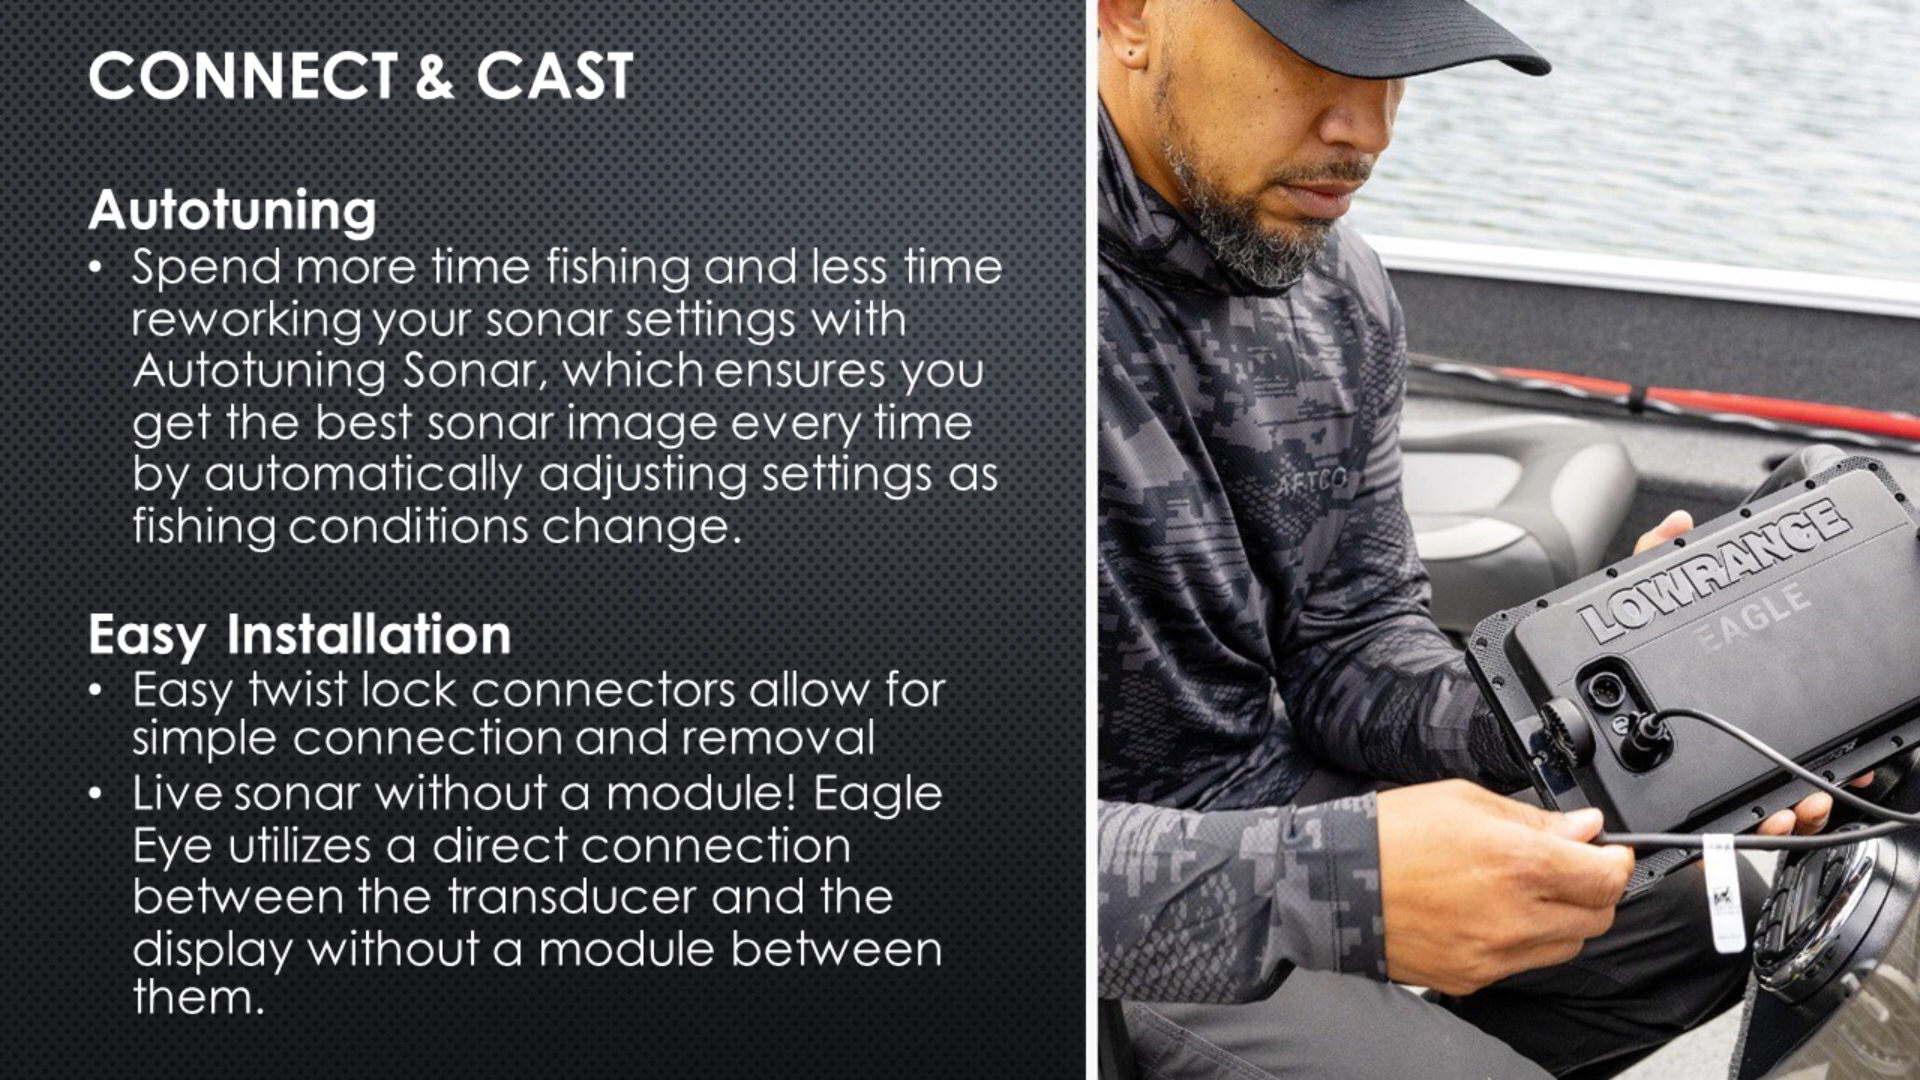 CONNECT & CAST
Autotuning
• Spend more time fishing and less time
reworking your sonar settings with
Autotuning Sonar, which ensures you
get the best sonar image every time
by automatically adjusting settings as
fishing conditions change.
Easy Installation
• Easy twist lock connectors allow for
simple connection and removal
• Live sonar without a module! Eagle
Eye utilizes a direct connection
between the transducer and the
display without a module between
them.
AFTCO
LOWRANCE
EAGLE